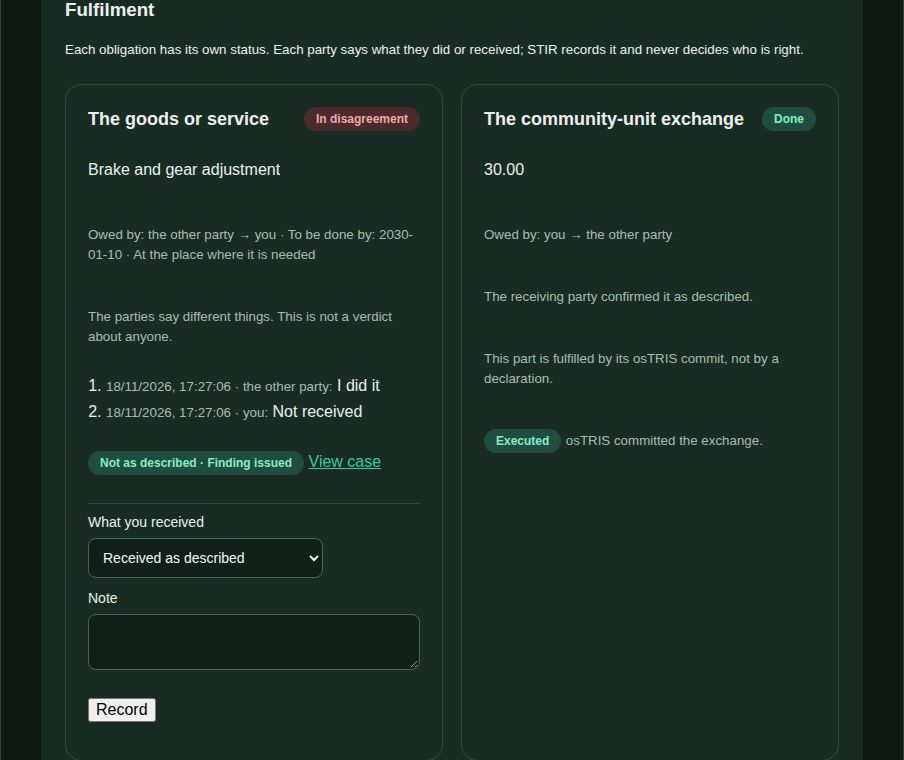 Fulfilment
Each obligation has its own status. Each party says what they did or received; STIR records it and never decides who is right.
The goods or service
In disagreement
Brake and gear adjustment
Owed by: the other party → you · To be done by: 2030-
01-10 · At the place where it is needed
The parties say different things. This is not a verdict
about anyone.
1. 18/11/2026, 17:27:06 · the other party: I did it
2. 18/11/2026, 17:27:06 · you: Not received
Not as described · Finding issued View case
What you received
Received as described
Note
Record
The community-unit exchange
Done
30.00
Owed by: you → the other party
The receiving party confirmed it as described.
This part is fulfilled by its osTRIS commit, not by a
declaration.
Executed osTRIS committed the exchange.